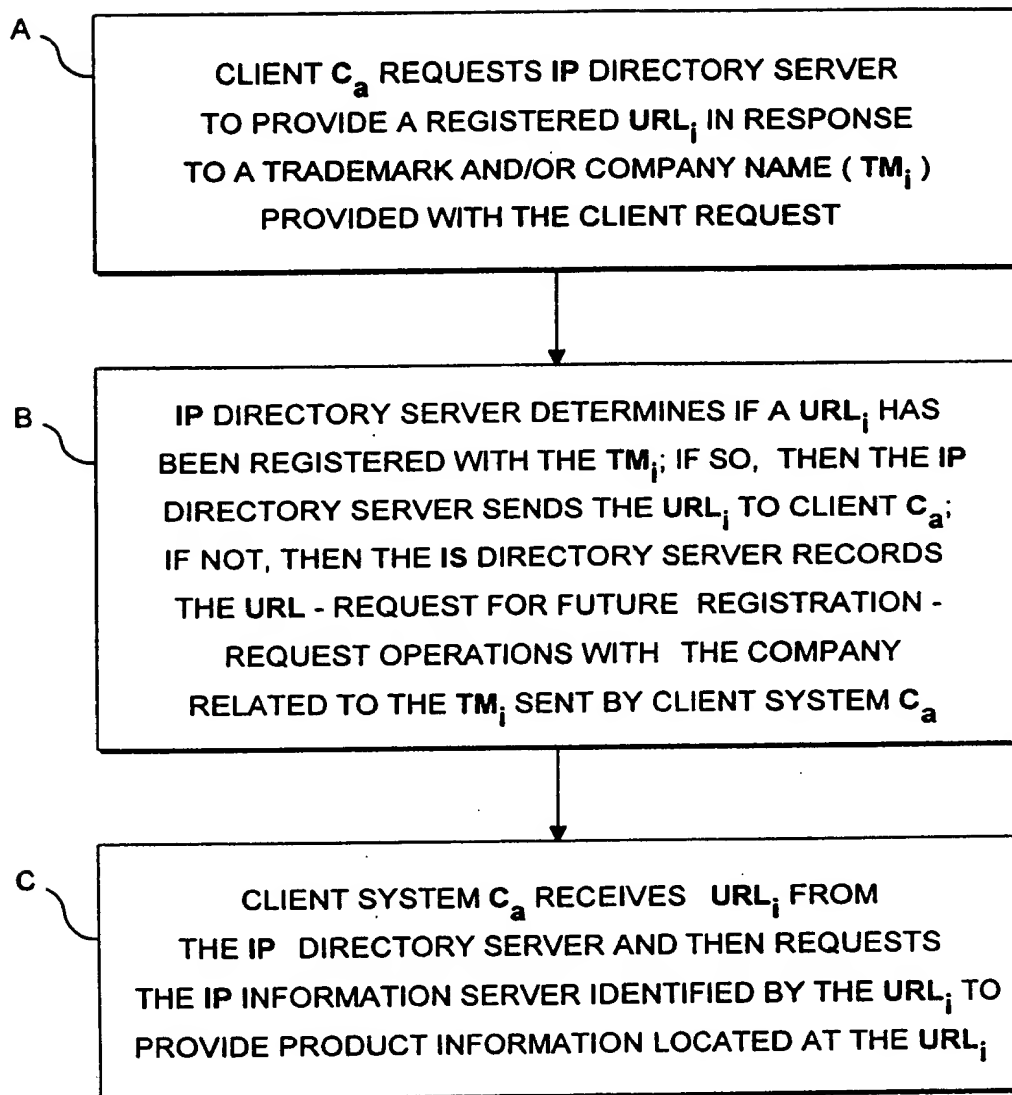 A
CLIENT Ca REQUESTS IP DIRECTORY SERVER
TO PROVIDE A REGISTERED URLi IN RESPONSE
TO A TRADEMARK AND/OR COMPANY NAME ( TMi )
PROVIDED WITH THE CLIENT REQUEST
B
IP DIRECTORY SERVER DETERMINES IF A URLi HAS
BEEN REGISTERED WITH THE TMi; IF SO, THEN THE IP
DIRECTORY SERVER SENDS THE URLi TO CLIENT Ca;
IF NOT, THEN THE IS DIRECTORY SERVER RECORDS
THE URL - REQUEST FOR FUTURE REGISTRATION -
REQUEST OPERATIONS WITH THE COMPANY
RELATED TO THE TMi SENT BY CLIENT SYSTEM Ca
C
CLIENT SYSTEM Ca RECEIVES URLi FROM
THE IP DIRECTORY SERVER AND THEN REQUESTS
THE IP INFORMATION SERVER IDENTIFIED BY THE URLi TO
PROVIDE PRODUCT INFORMATION LOCATED AT THE URLi